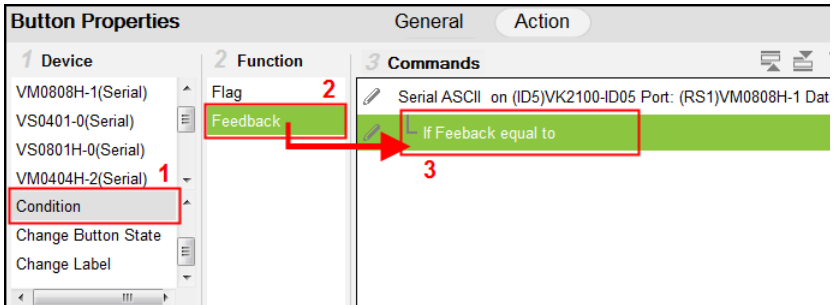 Button Properties
General Action
1 Device
2 Function
3 Commands
VM0808H-1(Serial)
VS0401-0(Serial)
VS0801H-0(Serial)
VM0404H-2(Serial) 1
Condition
Change Button State
Change Label
Flag 2
Feedback
Serial ASCII on (ID5)VK2100-ID05 Port: (RS1)VM0808H-1 Dat
If Feeback equal to
3